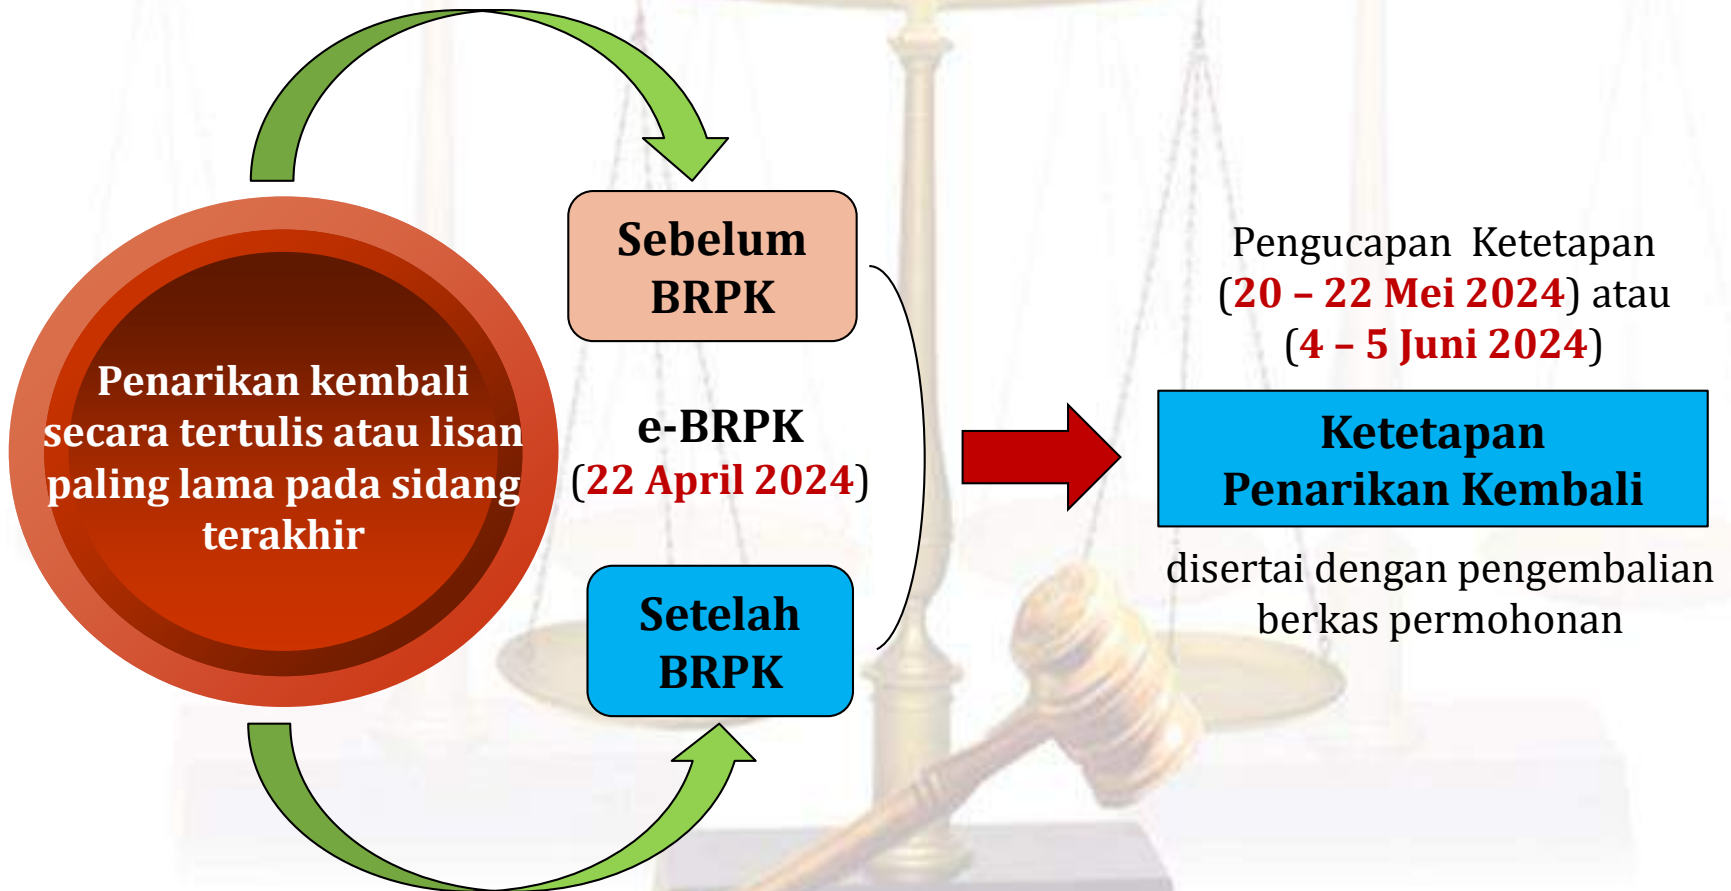 Penarikan kembali
secara tertulis atau lisan
paling lama pada sidang
terakhir
Sebelum
BRPK
e-BRPK
(22 April 2024)
Setelah
BRPK
Pengucapan Ketetapan
(20 – 22 Mei 2024) atau
(4 – 5 Juni 2024)
Ketetapan
Penarikan Kembali
disertai dengan pengembalian
berkas permohonan